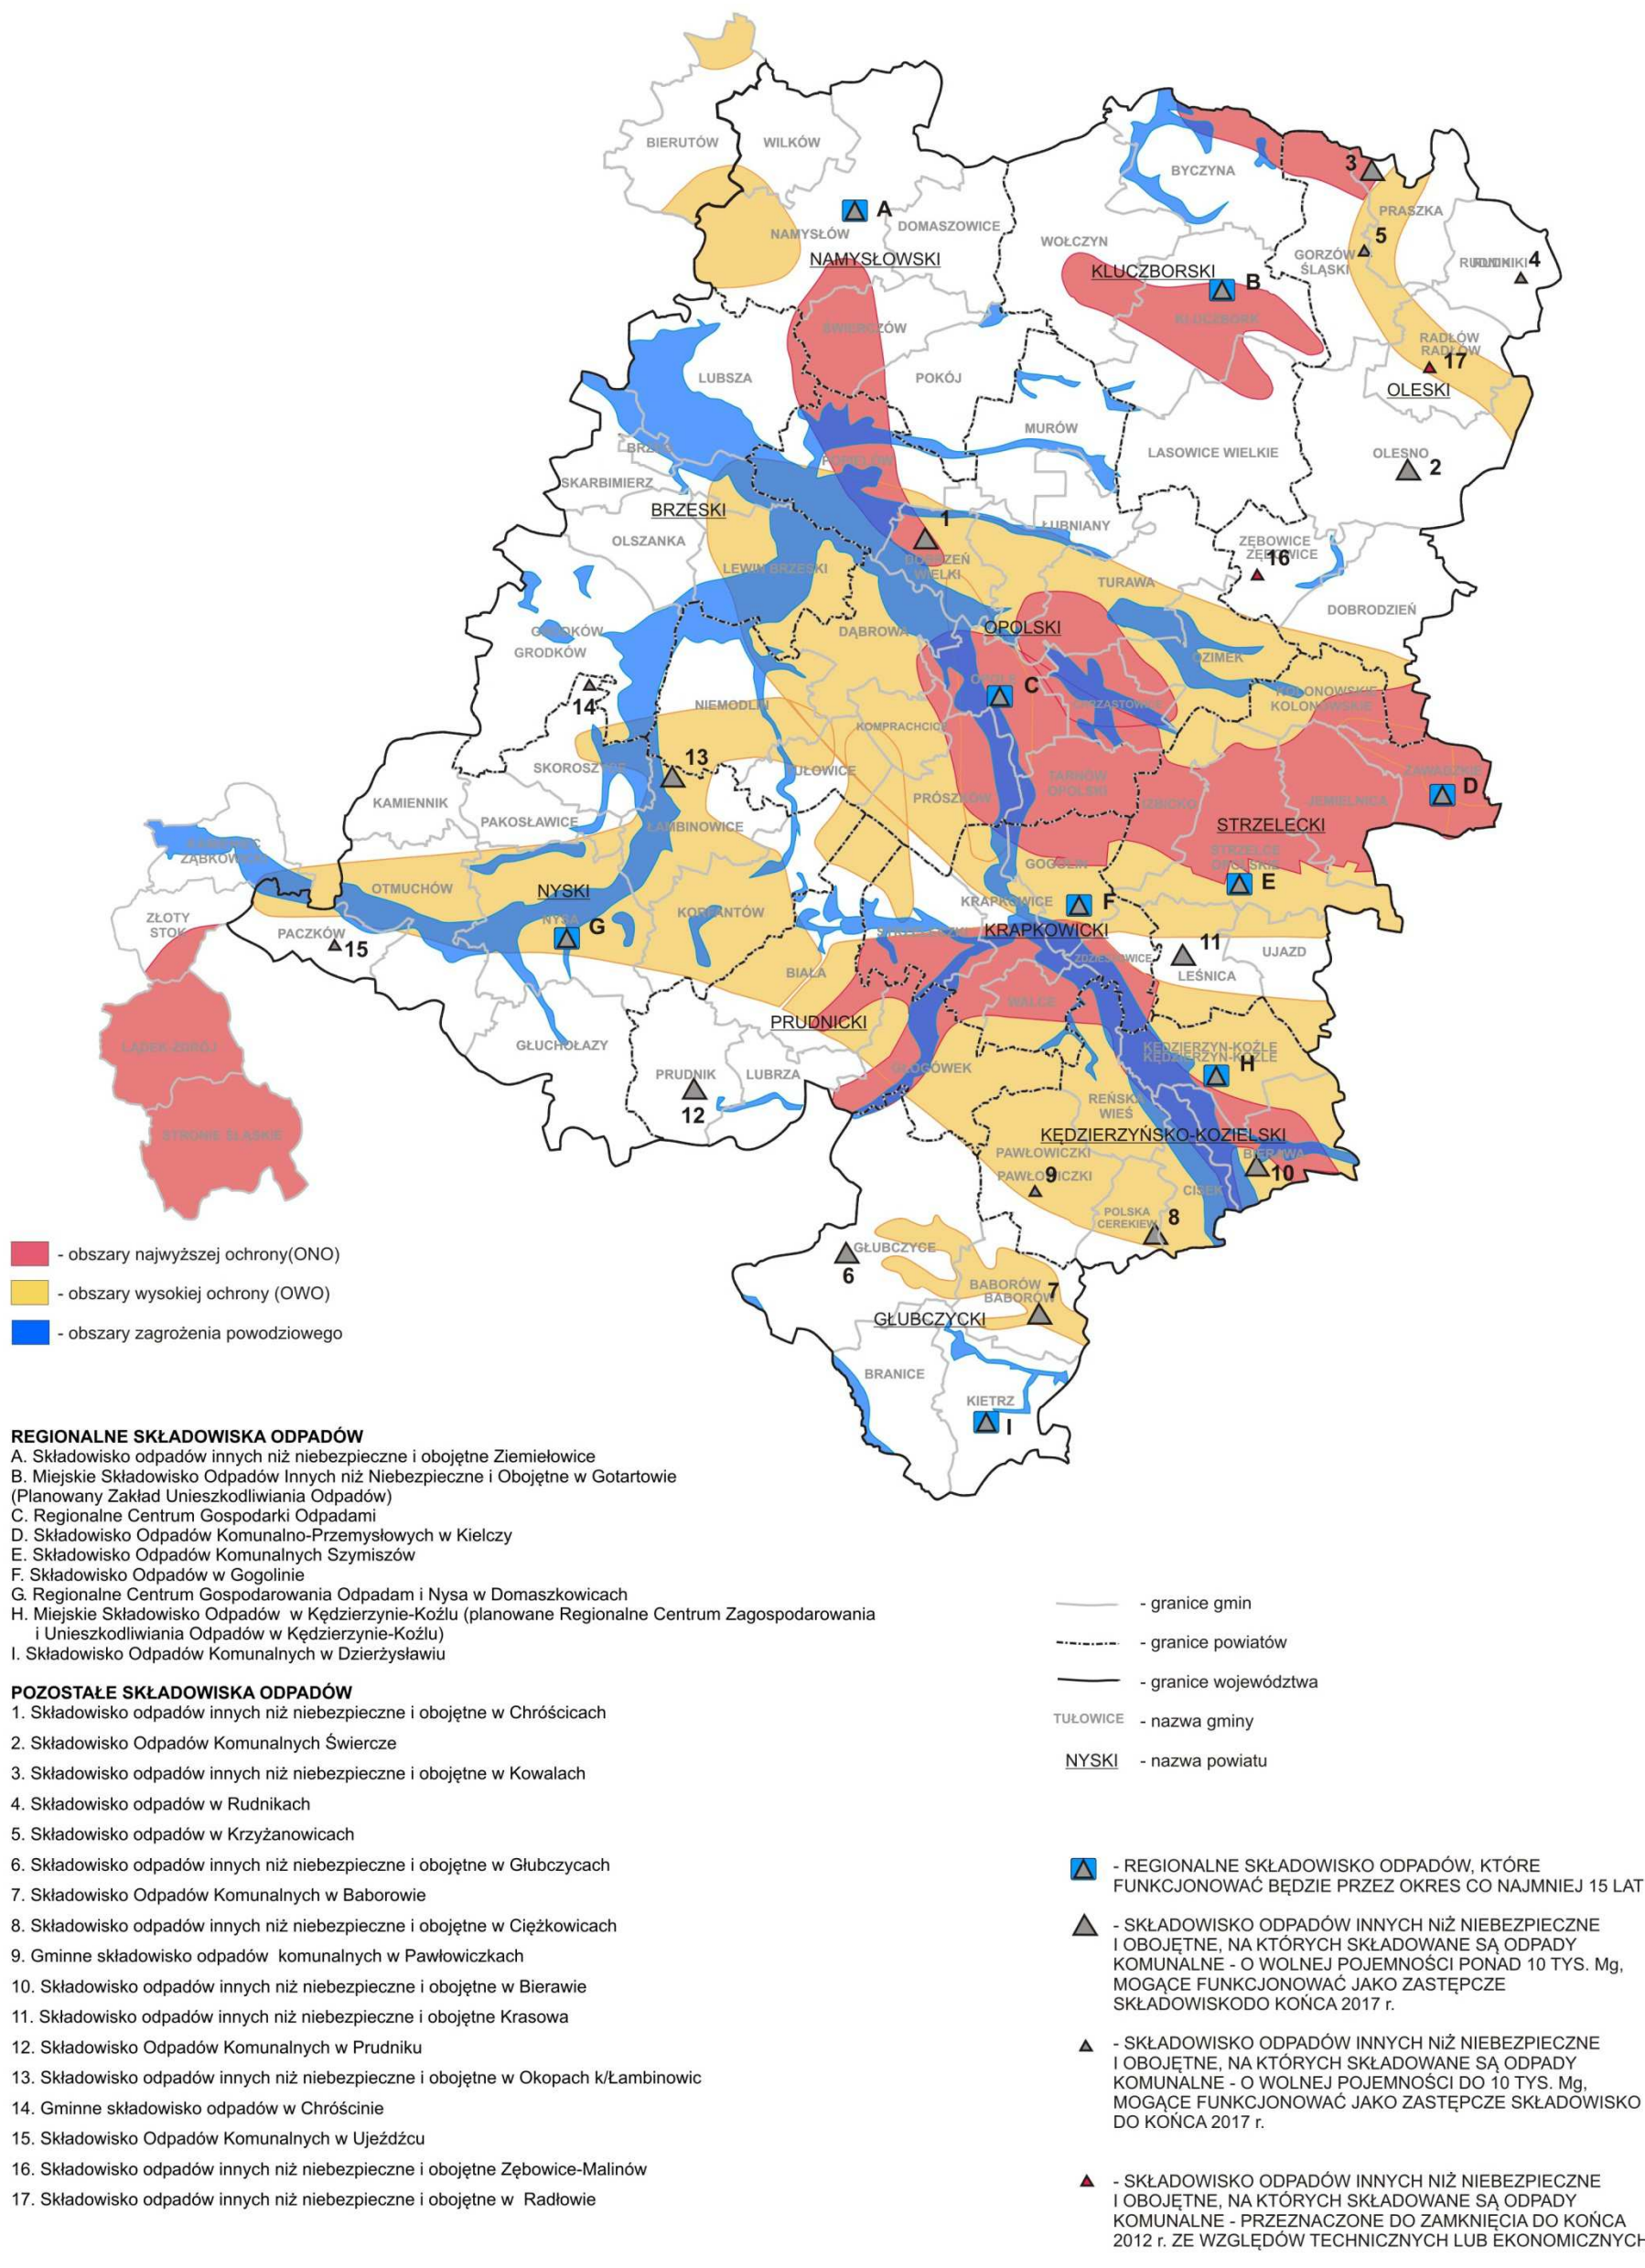 BIERUTÓW
WILKÓW
BYCZYNA
3
PRASZKA
A
NAMYSŁÓW
DOMASZOWICE
NAMYSŁOWSKI
WOŁCZYN
5
GORZÓW
ŚLĄSKI
RUDNIKI
4
KLUCZBORSKI
B
KLUCZBORK
ŚWIERCZÓW
RADŁÓW
RADŁÓW
17
LUBSZA
POKÓJ
OLESKI
MURÓW
BRZEG
LASOWICE WIELKIE
OLESNO
2
POPIELÓW
SKARBIMIERZ
BRZESKI
1
ŁUBNIANY
OLSZANKA
ZĘBOWICE
ZĘBOWICE
16
LEWIN BRZESKI
DOBRZEŃ
WIELKI
TURAWA
DOBRODZIEŃ
GRODKÓW
GRODKÓW
DĄBROWA
OPOLSKI
OZIMEK
OPOLE
C
KOLONOWSKIE
KOLONOWSKIE
14
NIEMODLIN
CHRZĄSTOWICE
KOMPRACHCICE
SKOROSZYCE
13
TUŁOWICE
ZAWADZKIE
D
KAMIENNIK
PRÓSZKÓW
TARNÓW
OPOLSKI
IZBICKO
JEMIELNICA
PAKOSŁAWICE
ŁAMBINOWICE
STRZELECKI
KAMIENIEC
ZĄBKOWICKI
STRZELCE
OPOLSKIE
GOGOLIN
E
OTMUCHÓW
NYSKI
KRAPKOWICE
F
ZŁOTY
STOK
NYSA
G
KORFANTÓW
STRZELECZKI
KRAPKOWICKI
PACZKÓW
15
11
ZDZIESZOWICE
UJAZD
BIAŁA
LEŚNICA
WALCE
PRUDNICKI
LĄDEK-ZDRÓJ
GŁUCHOŁAZY
KĘDZIERZYN-KOŹLE
KĘDZIERZYN-KOŹLE
H
GŁOGÓWEK
PRUDNIK
LUBRZA
12
REŃSKA
WIEŚ
STRONIE ŚLĄSKIE
KĘDZIERZYŃSKO-KOZIELSKI
PAWŁOWICZKI
BIERAWA
PAWŁOWICZKI
9
10
CISEK
POLSKA
CEREKIEW
8
GŁUBCZYCE
6
BABORÓW
BABORÓW
7
GŁUBCZYCKI
BRANICE
KIETRZ
I
- obszary najwyższej ochrony(ONO)
- obszary wysokiej ochrony (OWO)
- obszary zagrożenia powodziowego
REGIONALNE SKŁADOWISKA ODPADÓW
A. Składowisko odpadów innych niż niebezpieczne i obojętne Ziemiełowice
B. Miejskie Składowisko Odpadów Innych niż Niebezpieczne i Obojętne w Gotartowie
(Planowany Zakład Unieszkodliwiania Odpadów)
C. Regionalne Centrum Gospodarki Odpadami
D. Składowisko Odpadów Komunalno-Przemysłowych w Kielczy
E. Składowisko Odpadów Komunalnych Szymiszów
F. Składowisko Odpadów w Gogolinie
G. Regionalne Centrum Gospodarowania Odpadam i Nysa w Domaszkowicach
H. Miejskie Składowisko Odpadów w Kędzierzynie-Koźlu (planowane Regionalne Centrum Zagospodarowania
i Unieszkodliwiania Odpadów w Kędzierzynie-Koźlu)
I. Składowisko Odpadów Komunalnych w Dzierżysławiu
POZOSTAŁE SKŁADOWISKA ODPADÓW
1. Składowisko odpadów innych niż niebezpieczne i obojętne w Chróścicach
2. Składowisko Odpadów Komunalnych Świercze
3. Składowisko odpadów innych niż niebezpieczne i obojętne w Kowalach
4. Składowisko odpadów w Rudnikach
5. Składowisko odpadów w Krzyżanowicach
6. Składowisko odpadów innych niż niebezpieczne i obojętne w Głubczycach
7. Składowisko Odpadów Komunalnych w Baborowie
8. Składowisko odpadów innych niż niebezpieczne i obojętne w Ciężkowicach
9. Gminne składowisko odpadów komunalnych w Pawłowiczkach
10. Składowisko odpadów innych niż niebezpieczne i obojętne w Bierawie
11. Składowisko odpadów innych niż niebezpieczne i obojętne Krasowa
12. Składowisko Odpadów Komunalnych w Prudniku
13. Składowisko odpadów innych niż niebezpieczne i obojętne w Okopach k/Łambinowic
14. Gminne składowisko odpadów w Chróścinie
15. Składowisko Odpadów Komunalnych w Ujeźdźcu
16. Składowisko odpadów innych niż niebezpieczne i obojętne Zębowice-Malinów
17. Składowisko odpadów innych niż niebezpieczne i obojętne w Radłowie
- granice gmin
- granice powiatów
- granice województwa
TUŁOWICE - nazwa gminy
NYSKI - nazwa powiatu
- REGIONALNE SKŁADOWISKO ODPADÓW, KTÓRE
FUNKCJONOWAĆ BĘDZIE PRZEZ OKRES CO NAJMNIEJ 15 LAT
- SKŁADOWISKO ODPADÓW INNYCH NiŻ NIEBEZPIECZNE
I OBOJĘTNE, NA KTÓRYCH SKŁADOWANE SĄ ODPADY
KOMUNALNE - O WOLNEJ POJEMNOŚCI PONAD 10 TYS. Mg,
MOGĄCE FUNKCJONOWAĆ JAKO ZASTĘPCZE
SKŁADOWISKODO KOŃCA 2017 r.
- SKŁADOWISKO ODPADÓW INNYCH NiŻ NIEBEZPIECZNE
I OBOJĘTNE, NA KTÓRYCH SKŁADOWANE SĄ ODPADY
KOMUNALNE - O WOLNEJ POJEMNOŚCI DO 10 TYS. Mg,
MOGĄCE FUNKCJONOWAĆ JAKO ZASTĘPCZE SKŁADOWISKO
DO KOŃCA 2017 r.
- SKŁADOWISKO ODPADÓW INNYCH NIŻ NIEBEZPIECZNE
I OBOJĘTNE, NA KTÓRYCH SKŁADOWANE SĄ ODPADY
KOMUNALNE - PRZEZNACZONE DO ZAMKNIĘCIA DO KOŃCA
2012 r. ZE WZGLĘDÓW TECHNICZNYCH LUB EKONOMICZNYCH